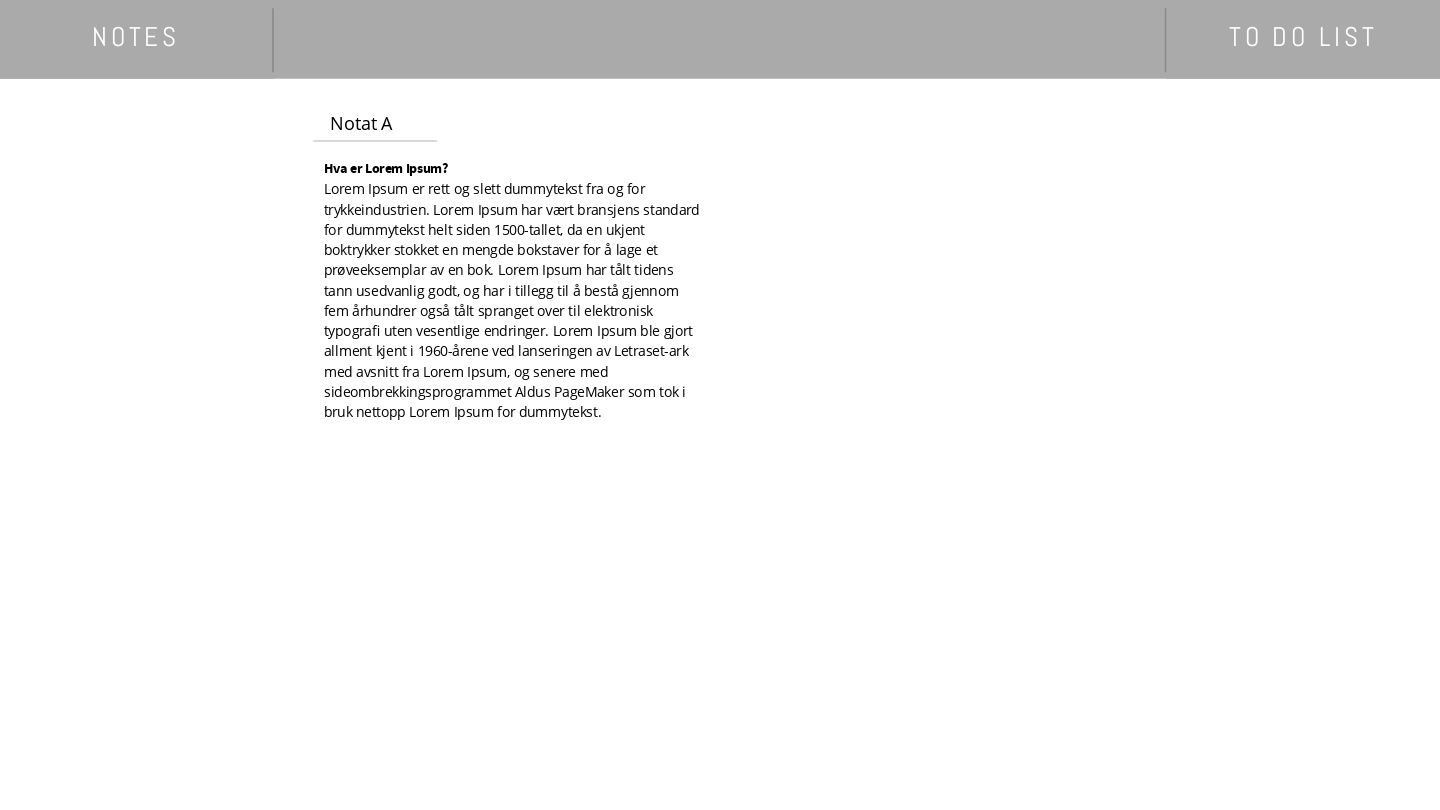 NOTES
TO DO LIST
Notat A
Hva er Lorem Ipsum?
Lorem Ipsum er rett og slett dummytekst fra og for
trykkeindustrien. Lorem Ipsum har vært bransjens standard
for dummytekst helt siden 1500-tallet, da en ukjent
boktrykker stokket en mengde bokstaver for å lage et
prøveeksemplar av en bok. Lorem Ipsum har tålt tidens
tann usedvanlig godt, og har i tillegg til å bestå gjennom
fem århundrer også tålt spranget over til elektronisk
typografi uten vesentlige endringer. Lorem Ipsum ble gjort
allment kjent i 1960-årene ved lanseringen av Letraset-ark
med avsnitt fra Lorem Ipsum, og senere med
sideombrekkingsprogrammet Aldus PageMaker som tok i
bruk nettopp Lorem Ipsum for dummytekst.